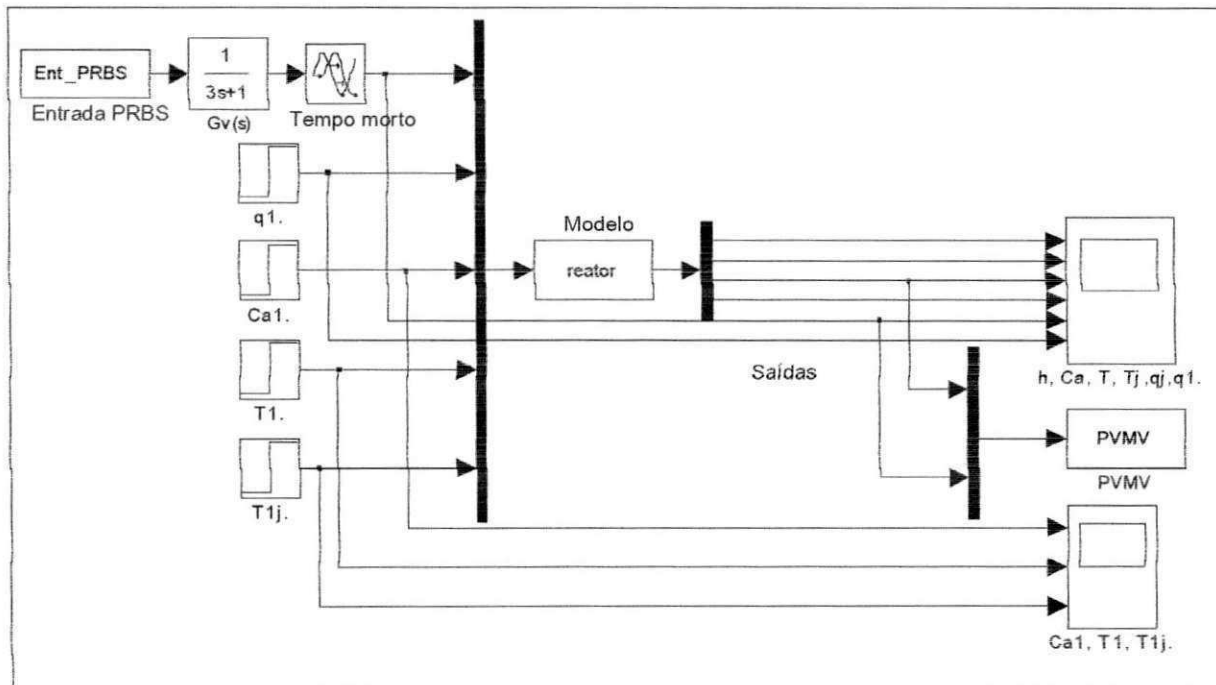 Ent_PRBS
Entrada PRBS
1
3s+1
Gv(s)
Tempo morto
q1.
Ca1.
T1.
T1j.
Modelo
reator
Saídas
h, Ca, T, Tj ,qj,q1.
PVMV
PVMV
Ca1, T1, T1j.